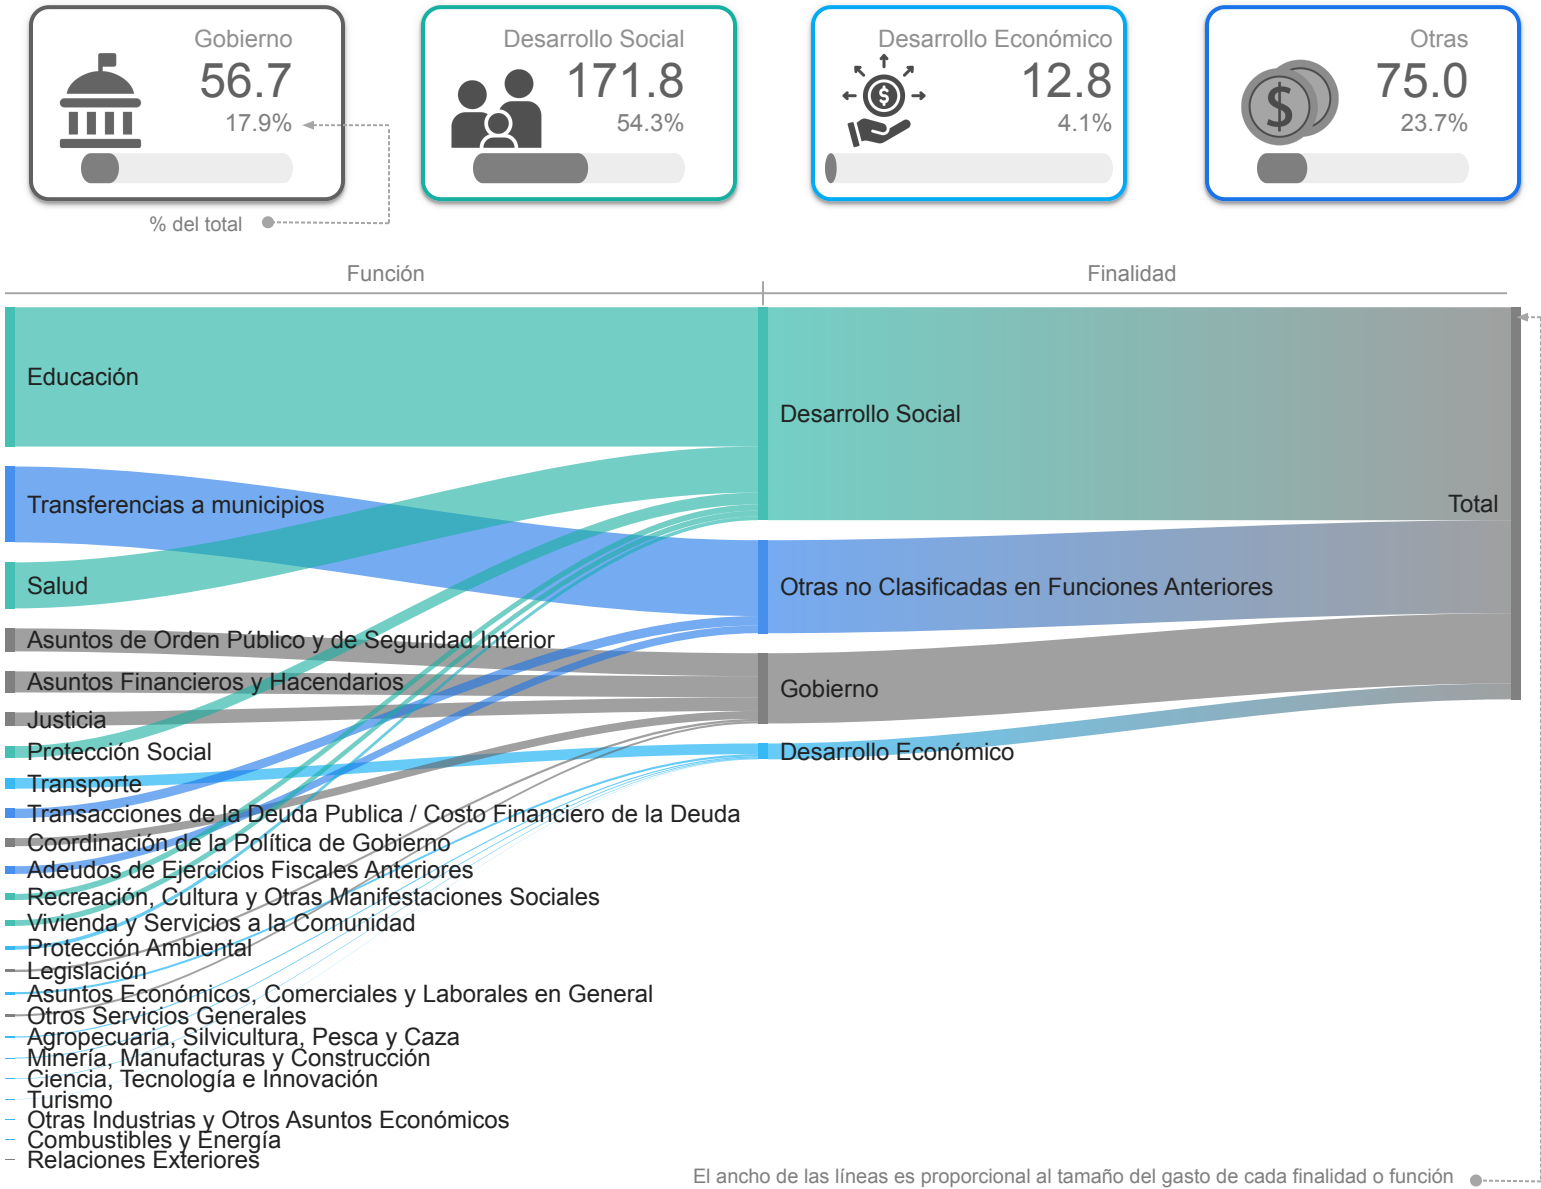 Gobierno
56.7
17.9%
Desarrollo Social
171.8
54.3%
Desarrollo Económico
12.8
4.1%
Otras
75.0
23.7%
% del total
Función
Finalidad
Educación
Transferencias a municipios
Salud
Asuntos de Orden Público y de Seguridad Interior
Asuntos Financieros y Hacendarios
Justicia
Protección Social
Transporte
Transacciones de la Deuda Publica / Costo Financiero de la Deuda
Coordinación de la Política de Gobierno
Adeudos de Ejercicios Fiscales Anteriores
Recreación, Cultura y Otras Manifestaciones Sociales
Vivienda y Servicios a la Comunidad
Protección Ambiental
Legislación
Asuntos Económicos, Comerciales y Laborales en General
Otros Servicios Generales
Agropecuaria, Silvicultura, Pesca y Caza
Minería, Manufacturas y Construcción
Ciencia, Tecnología e Innovación
Turismo
Otras Industrias y Otros Asuntos Económicos
Combustibles y Energía
Relaciones Exteriores
Desarrollo Social
Otras no Clasificadas en Funciones Anteriores
Gobierno
Desarrollo Económico
Total
El ancho de las líneas es proporcional al tamaño del gasto de cada finalidad o función